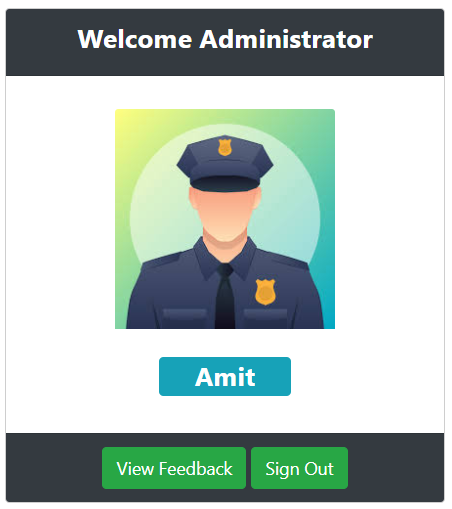 Welcome Administrator
Amit
View Feedback Sign Out